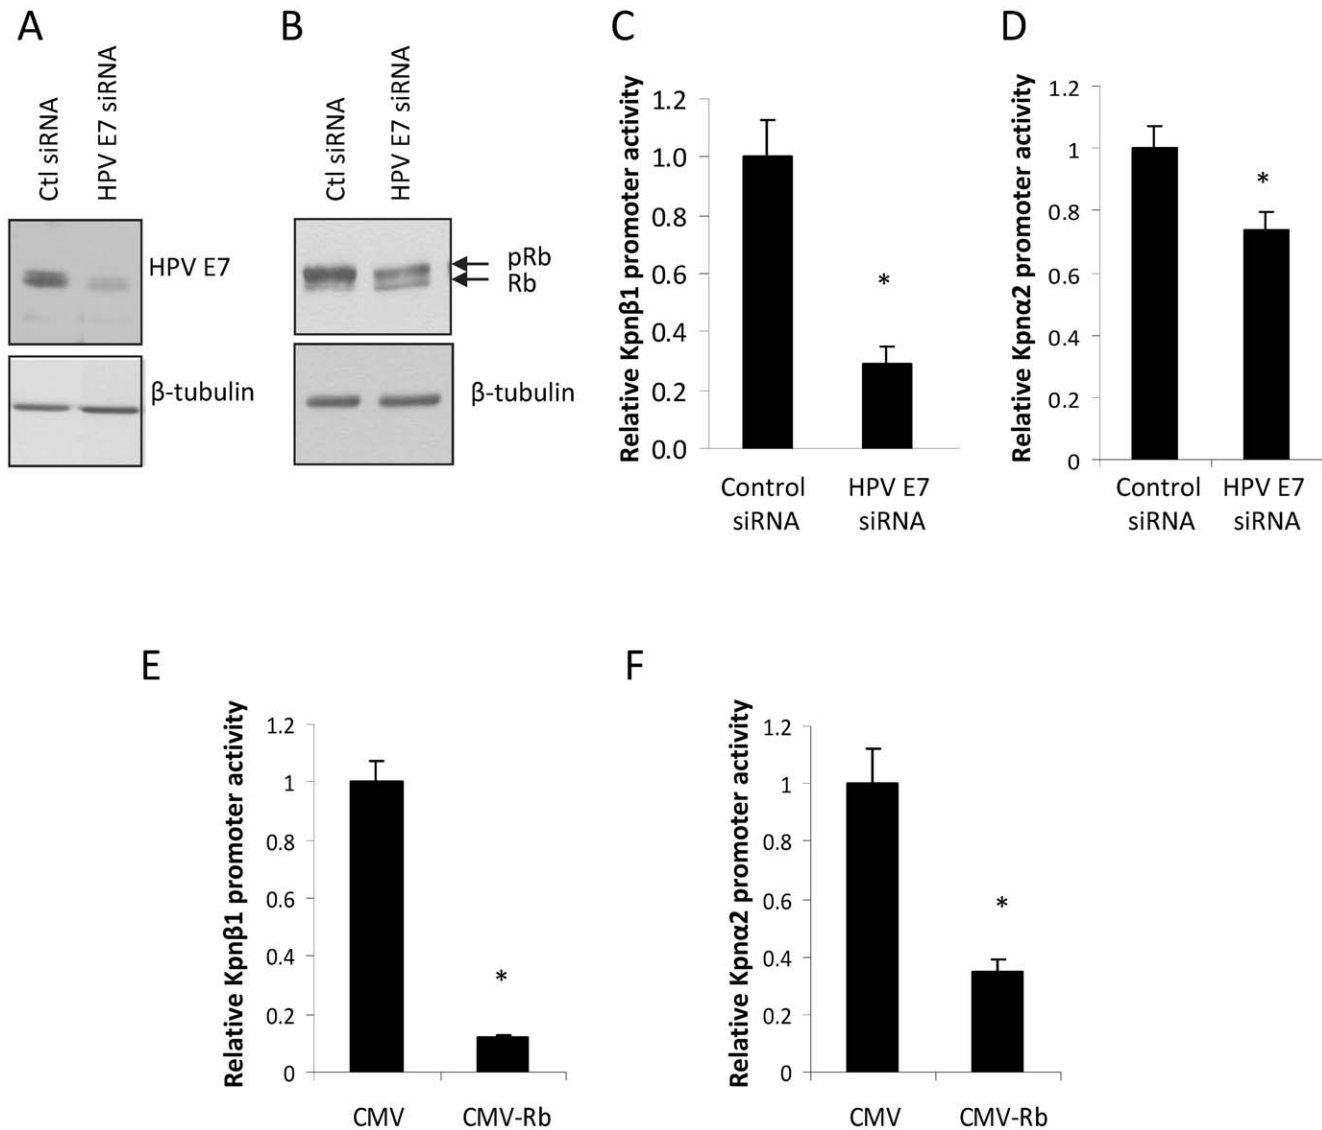 A
B
C
D
Ctl siRNA
HPV E7 siRNA
Ctl siRNA
HPV E7 siRNA
HPV E7
β-tubulin
pRb
Rb
β-tubulin
Relative Kpnβ1 promoter activity
1.2
1.0
0.8
0.6
0.4
0.2
0.0
*
Control
siRNA
HPV E7
siRNA
Relative Kpnα2 promoter activity
1.2
1
0.8
0.6
0.4
0.2
0
*
Control
siRNA
HPV E7
siRNA
E
F
Relative Kpnβ1 promoter activity
1.2
1
0.8
0.6
0.4
0.2
0
*
CMV
CMV-Rb
Relative Kpnα2 promoter activity
1.2
1
0.8
0.6
0.4
0.2
0
*
CMV
CMV-Rb